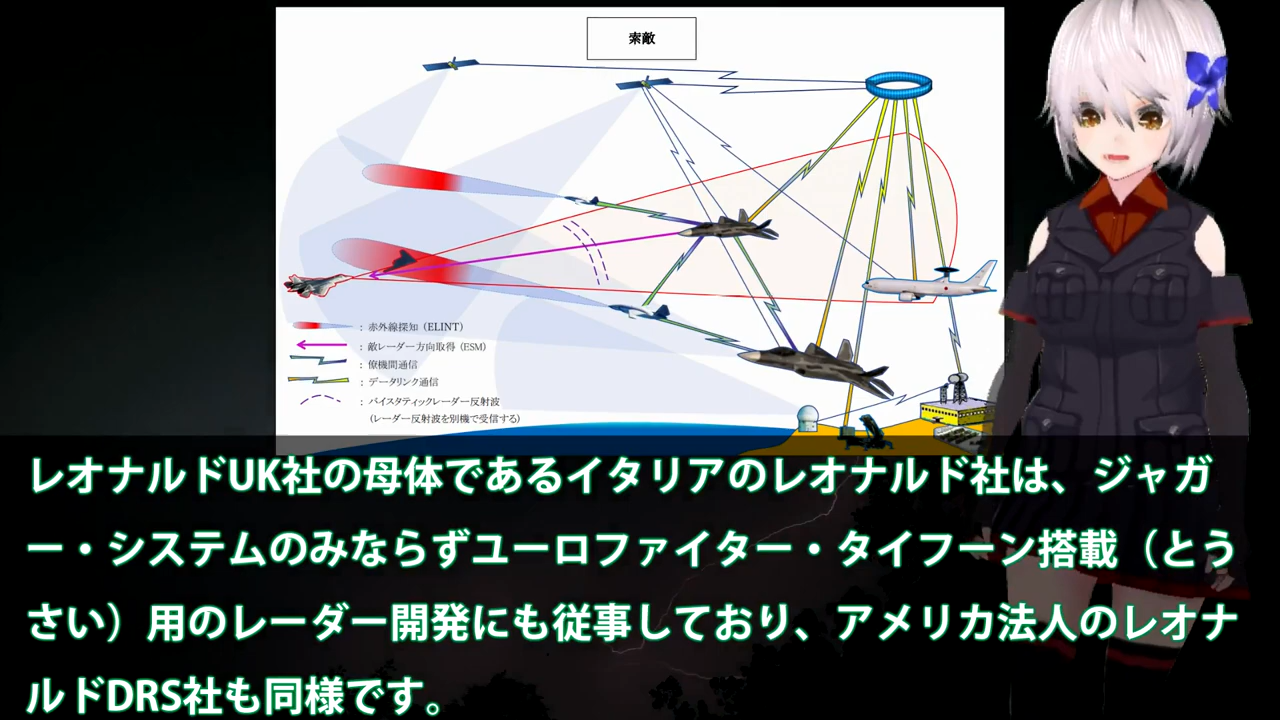 索敵
：赤外線探知（ELINT）
：敵レーダー方向取得（ESM）
：僚機間通信
：データリンク通信
：バイスタティックレーダー反射波
（レーダー反射波を別機で受信する）
レオナルドUK社の母体であるイタリアのレオナルド社は、ジャガ
ー・システムのみならずユーロファイター・タイフーン搭載（とう
さい）用のレーダー開発にも従事しており、アメリカ法人のレオナ
ルドDRS社も同様です。